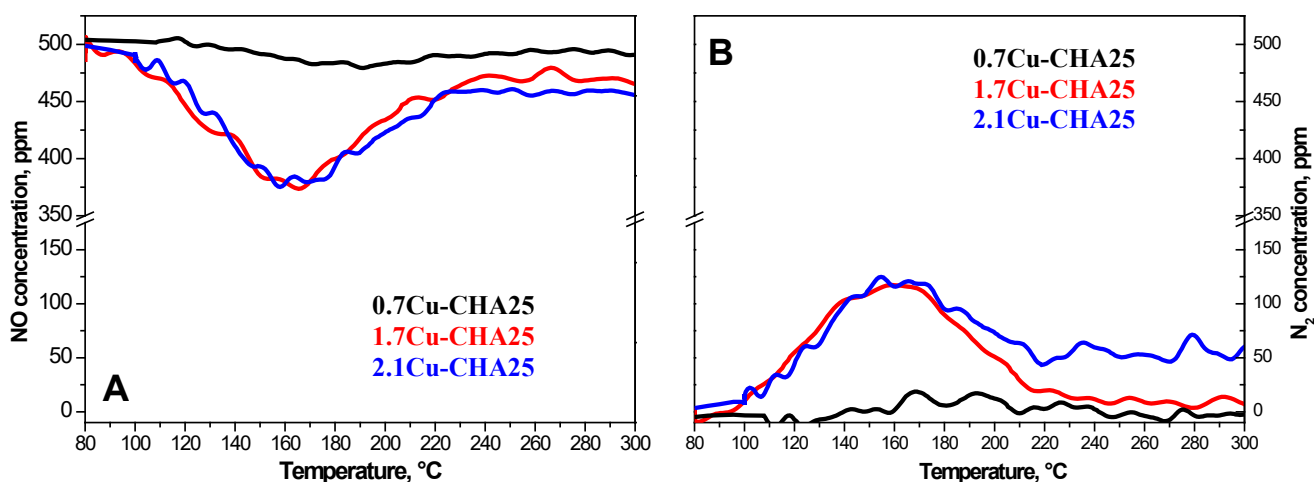 NO concentration, ppm
500
450
400
350
150
100
50
0
0.7Cu-CHA25
1.7Cu-CHA25
2.1Cu-CHA25
A
80 100 120 140 160 180 200 220 240 260 280 300
Temperature, °C
B
0.7Cu-CHA25
1.7Cu-CHA25
2.1Cu-CHA25
500
450
400
350
150
100
50
0
N₂ concentration, ppm
80 100 120 140 160 180 200 220 240 260 280 300
Temperature, °C